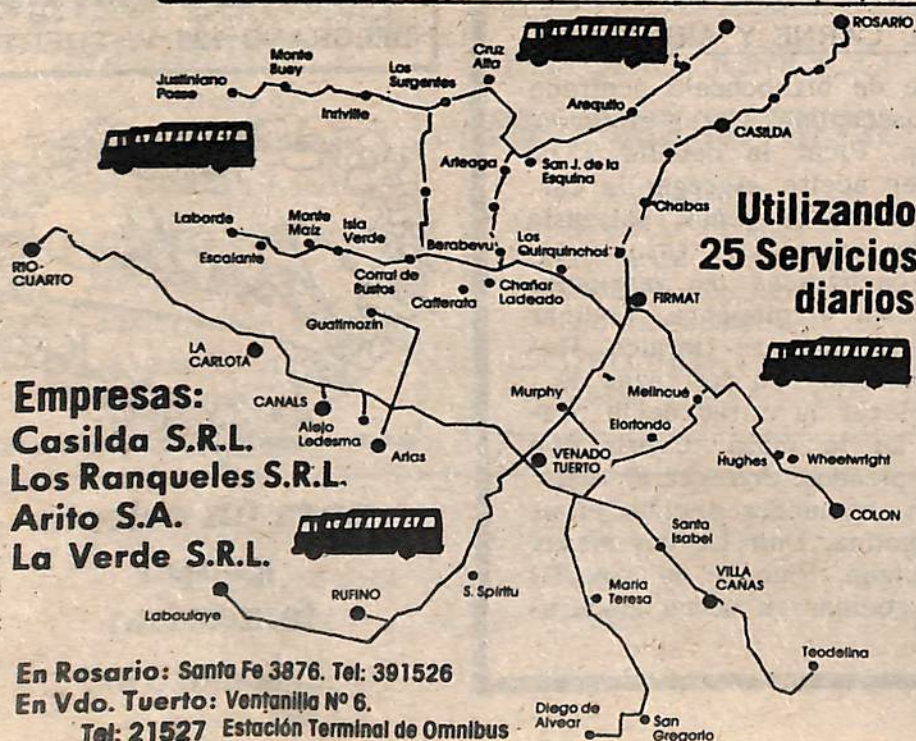 ROSARIO
Cruz
Alta
Monte
Buey
Los
Surgentes
Justiniano
Posse
Inriville
Arequito
CASILDA
Arteaga
San J. de la
Esquina
Chabas
Utilizando
25 Servicios
diarios
Laborde
Monte
Maíz
Isla
Verde
Escalante
Berabevu
Los
Quirquinchos
RIO-
CUARTO
Corral de
Bustos
Cafferata
Chañar
Ladeado
FIRMAT
Guatimozín
LA
CARLOTA
Murphy
Melincué
Elortondo
CANALS
Alejo
Ledesma
Arias
VENADO
TUERTO
Hughes
Wheelwright
COLON
Empresas:
Casilda S.R.L.
Los Ranqueles S.R.L.
Arito S.A.
La Verde S.R.L.
Santa
Isabel
VILLA
CAÑAS
S. Spiritu
María
Teresa
RUFINO
Laboulaye
Teodelina
Diego de
Alvear
San
Gregorio
En Rosario: Santa Fe 3876. Tel: 391526
En Vdo. Tuerto: Ventanilla Nº 6.
Tel: 21527 Estación Terminal de Omnibus